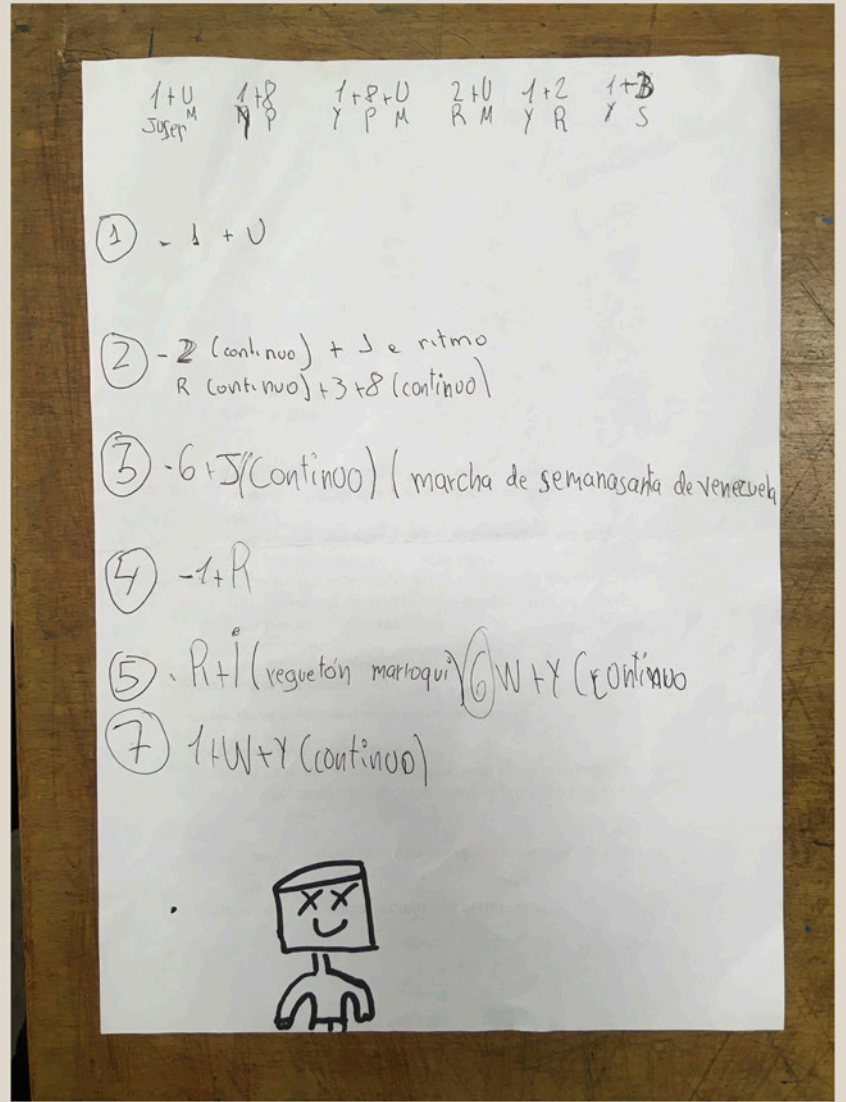 1+U 1+8 1+8+U 2+U 1+2 1+3
Juser M P Y P M R M Y R Y S
① - 1 + U
② - 2 (continuo) + 1 e ritmo
R (continuo) + 3 + 8 (continuo)
③ - 6 + J (Continuo) ( marcha de semanasanta de venezuela
④ - 1 + R
⑤ . R + i e (reguetón marroqui) ⑥ W + Y (continuo
⑦ 1 + W + Y (continuo)